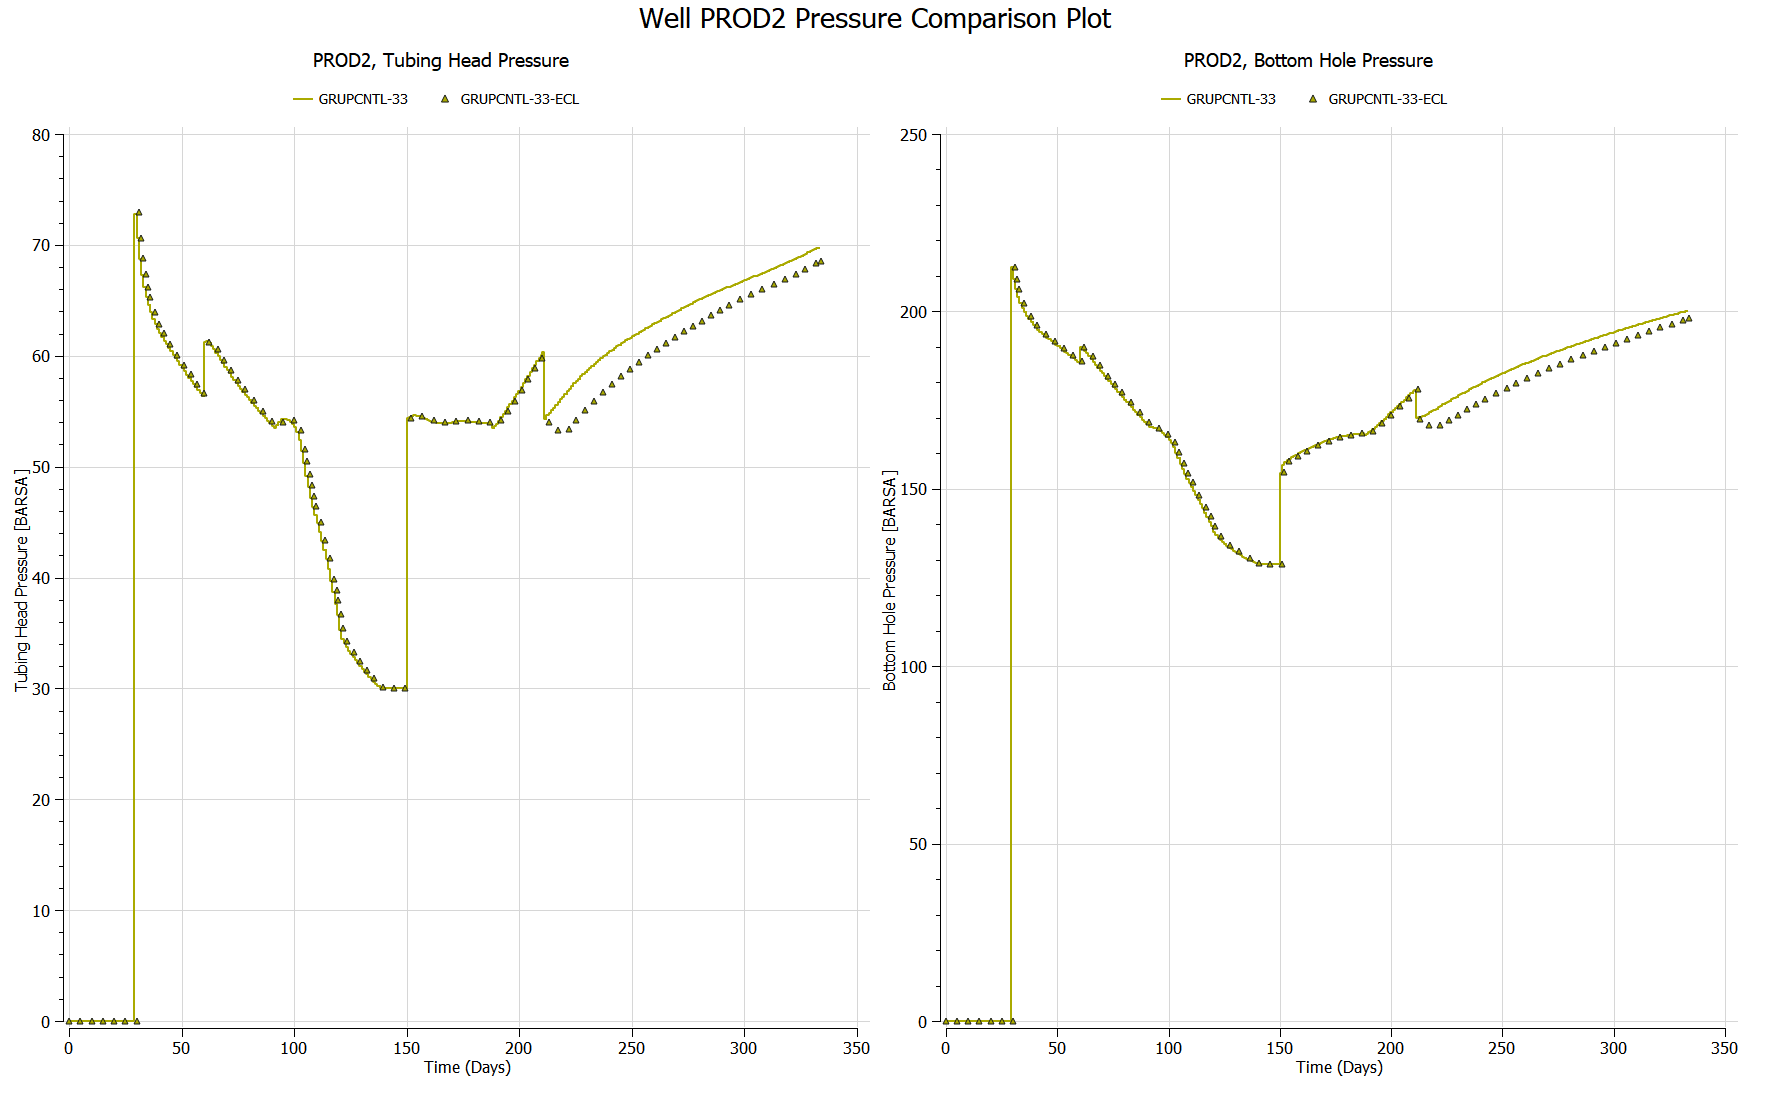 Well PROD2 Pressure Comparison Plot
PROD2, Tubing Head Pressure
GRUPCNTL-33 GRUPCNTL-33-ECL
80
70
60
50
40
30
20
10
0
Tubing Head Pressure [BARSA]
0 50 100 150 200 250 300 350
Time (Days)
PROD2, Bottom Hole Pressure
GRUPCNTL-33 GRUPCNTL-33-ECL
250
200
150
100
50
0
Bottom Hole Pressure [BARSA]
0 50 100 150 200 250 300 350
Time (Days)